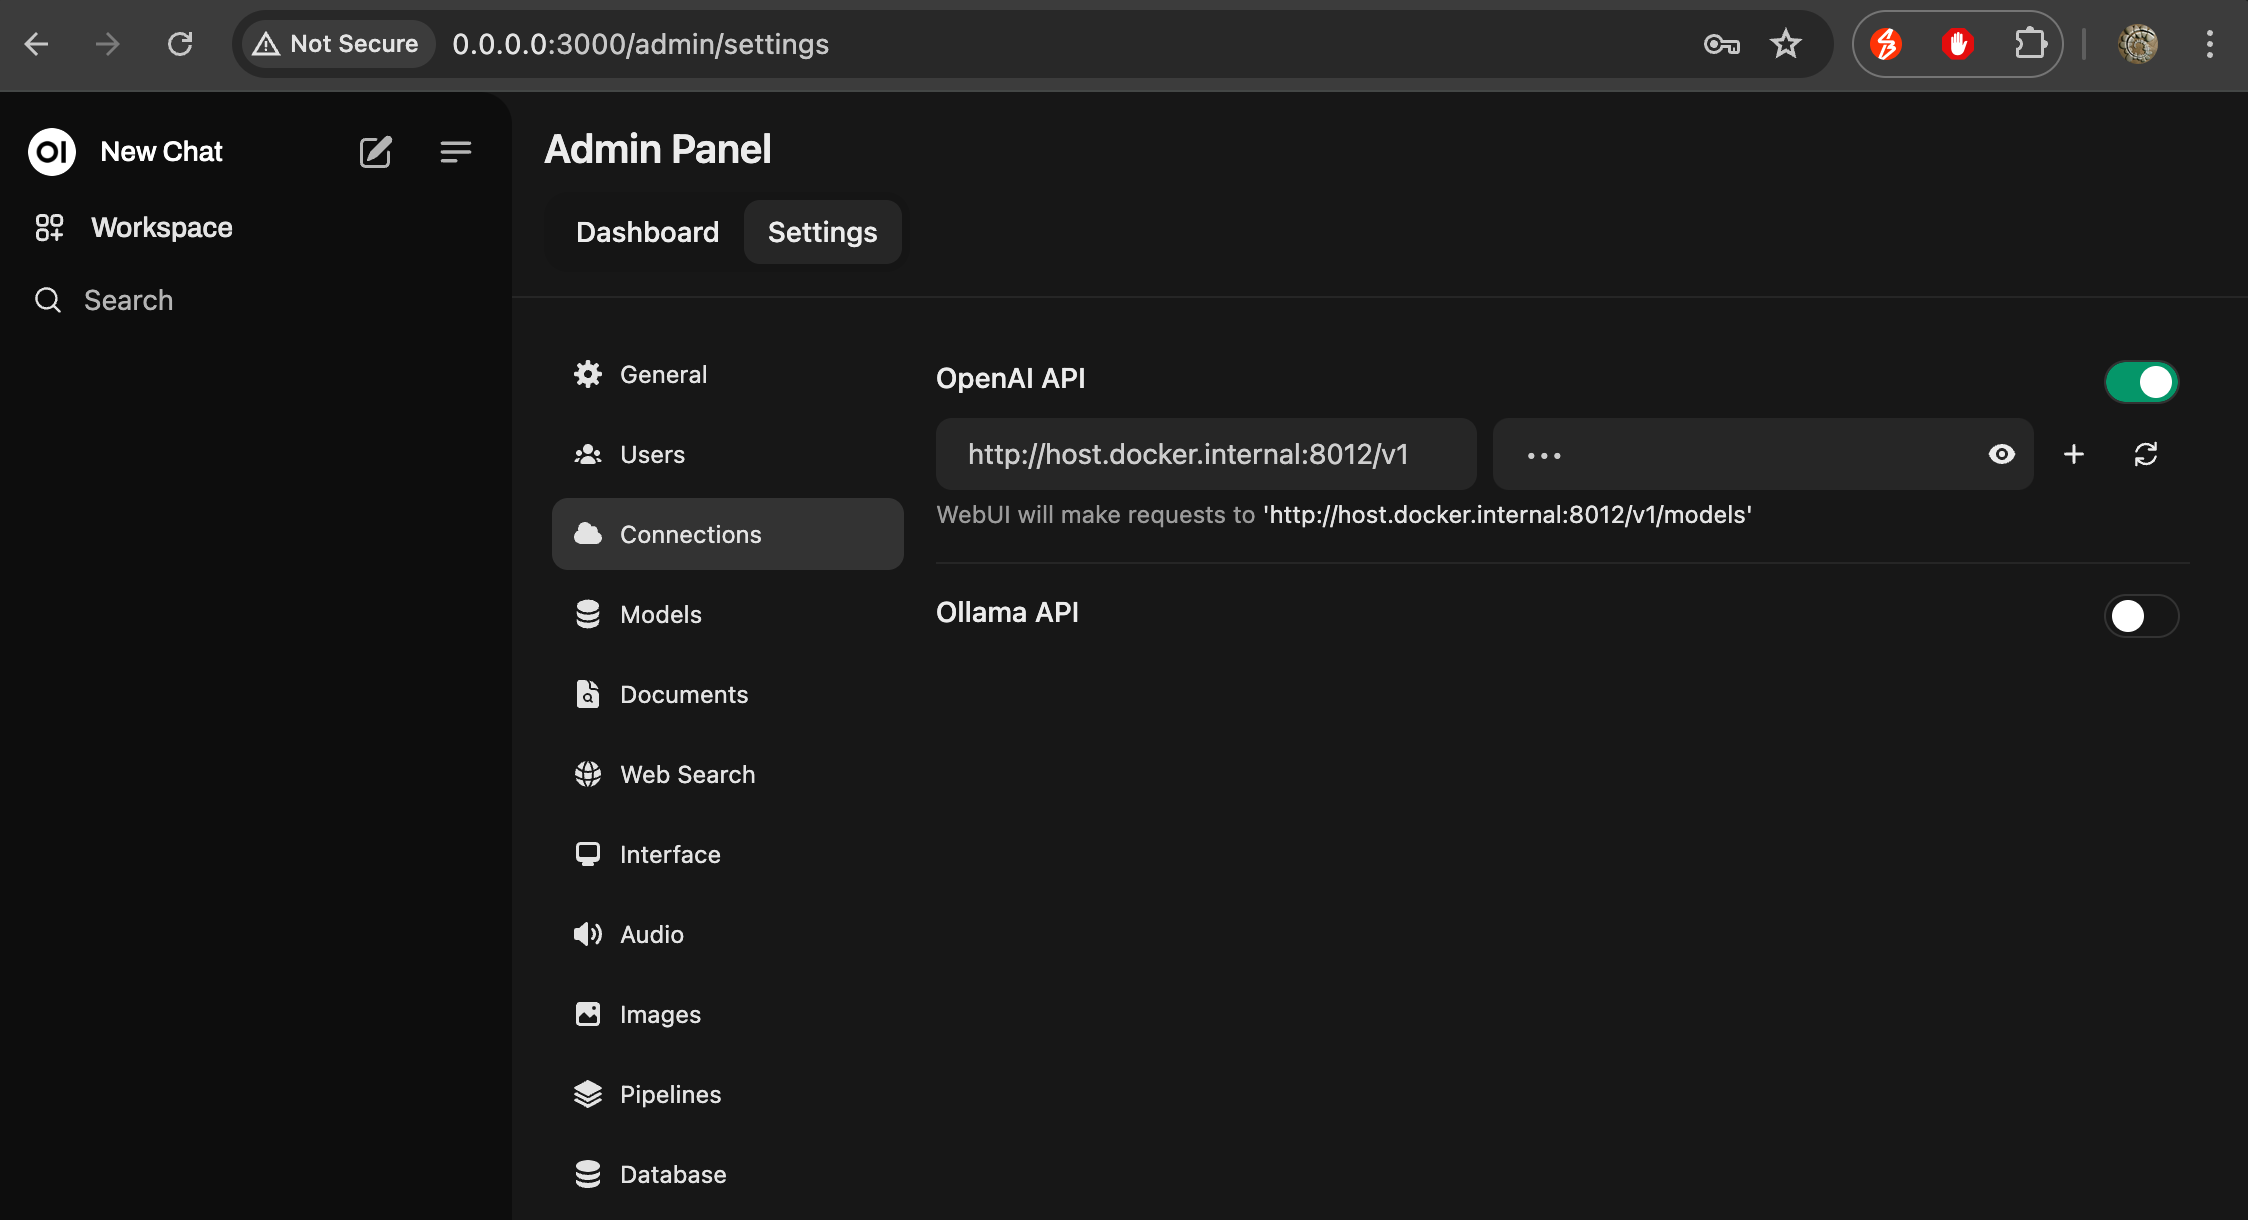 Not Secure
0.0.0.0:3000/admin/settings
OI
New Chat
Workspace
Search
Admin Panel
Dashboard
Settings
General
Users
Connections
Models
Documents
Web Search
Interface
Audio
Images
Pipelines
Database
OpenAI API
http://host.docker.internal:8012/v1
•••
WebUI will make requests to 'http://host.docker.internal:8012/v1/models'
Ollama API